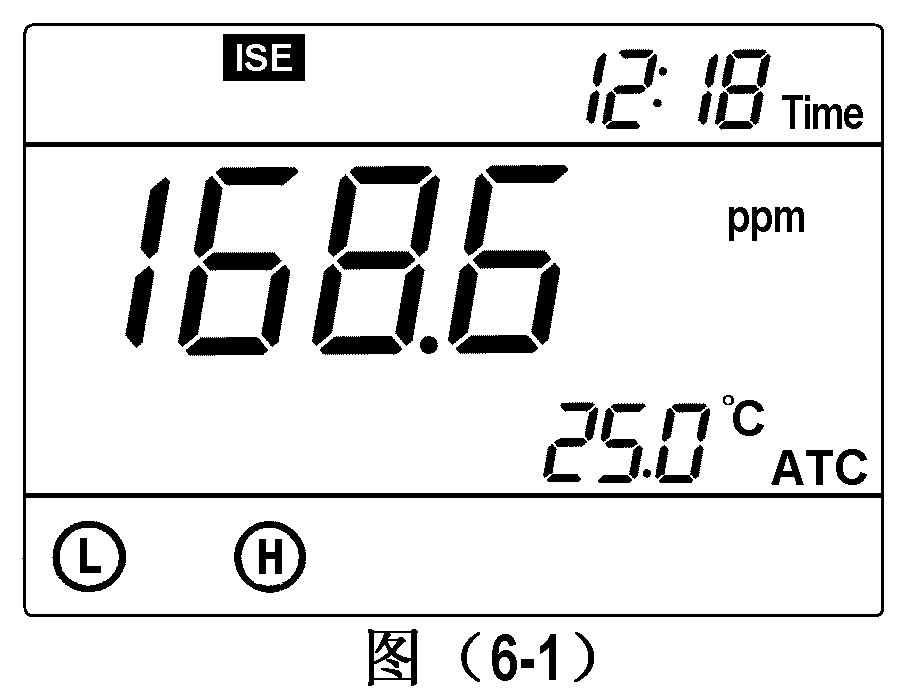 ISE 12:18 Time
168.6 ppm
25.0 °C ATC
L H
图（6-1）